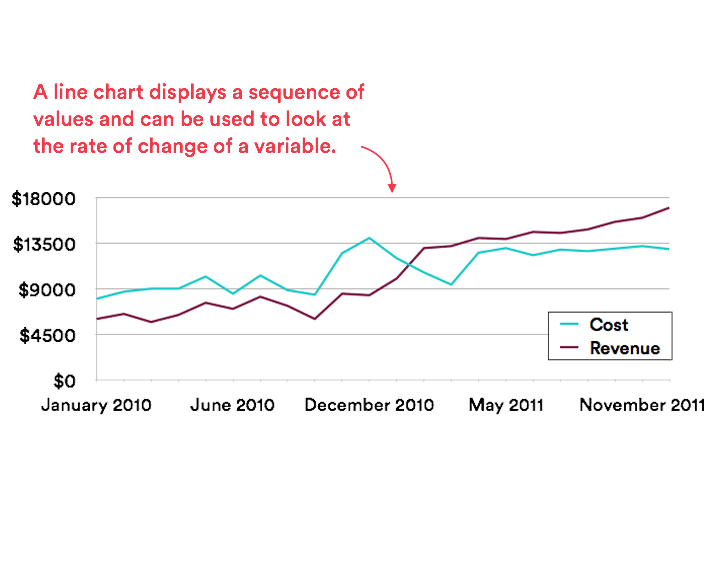 A line chart displays a sequence of
values and can be used to look at
the rate of change of a variable.
$18000
$13500
$9000
$4500
$0
Cost
Revenue
January 2010
June 2010
December 2010
May 2011
November 2011